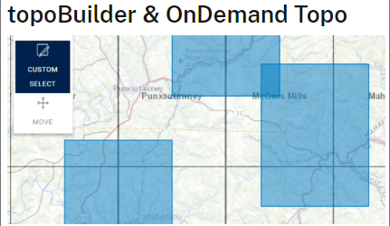 topoBuilder & OnDemand Topo
CUSTOM
SELECT
MOVE
Punxsutawney
Punxsutawney
McGees Mills
Mah